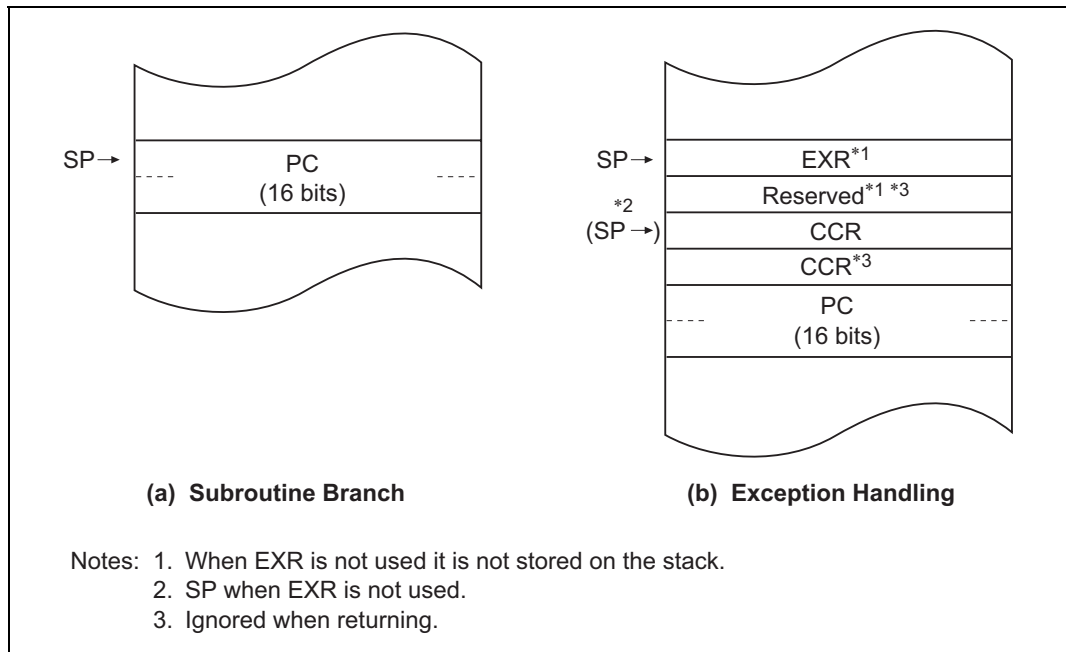 SP→
PC
(16 bits)
(a) Subroutine Branch
SP→
EXR*1
Reserved*1 *3
*2
(SP→)
CCR
CCR*3
PC
(16 bits)
(b) Exception Handling
Notes: 1. When EXR is not used it is not stored on the stack.
2. SP when EXR is not used.
3. Ignored when returning.